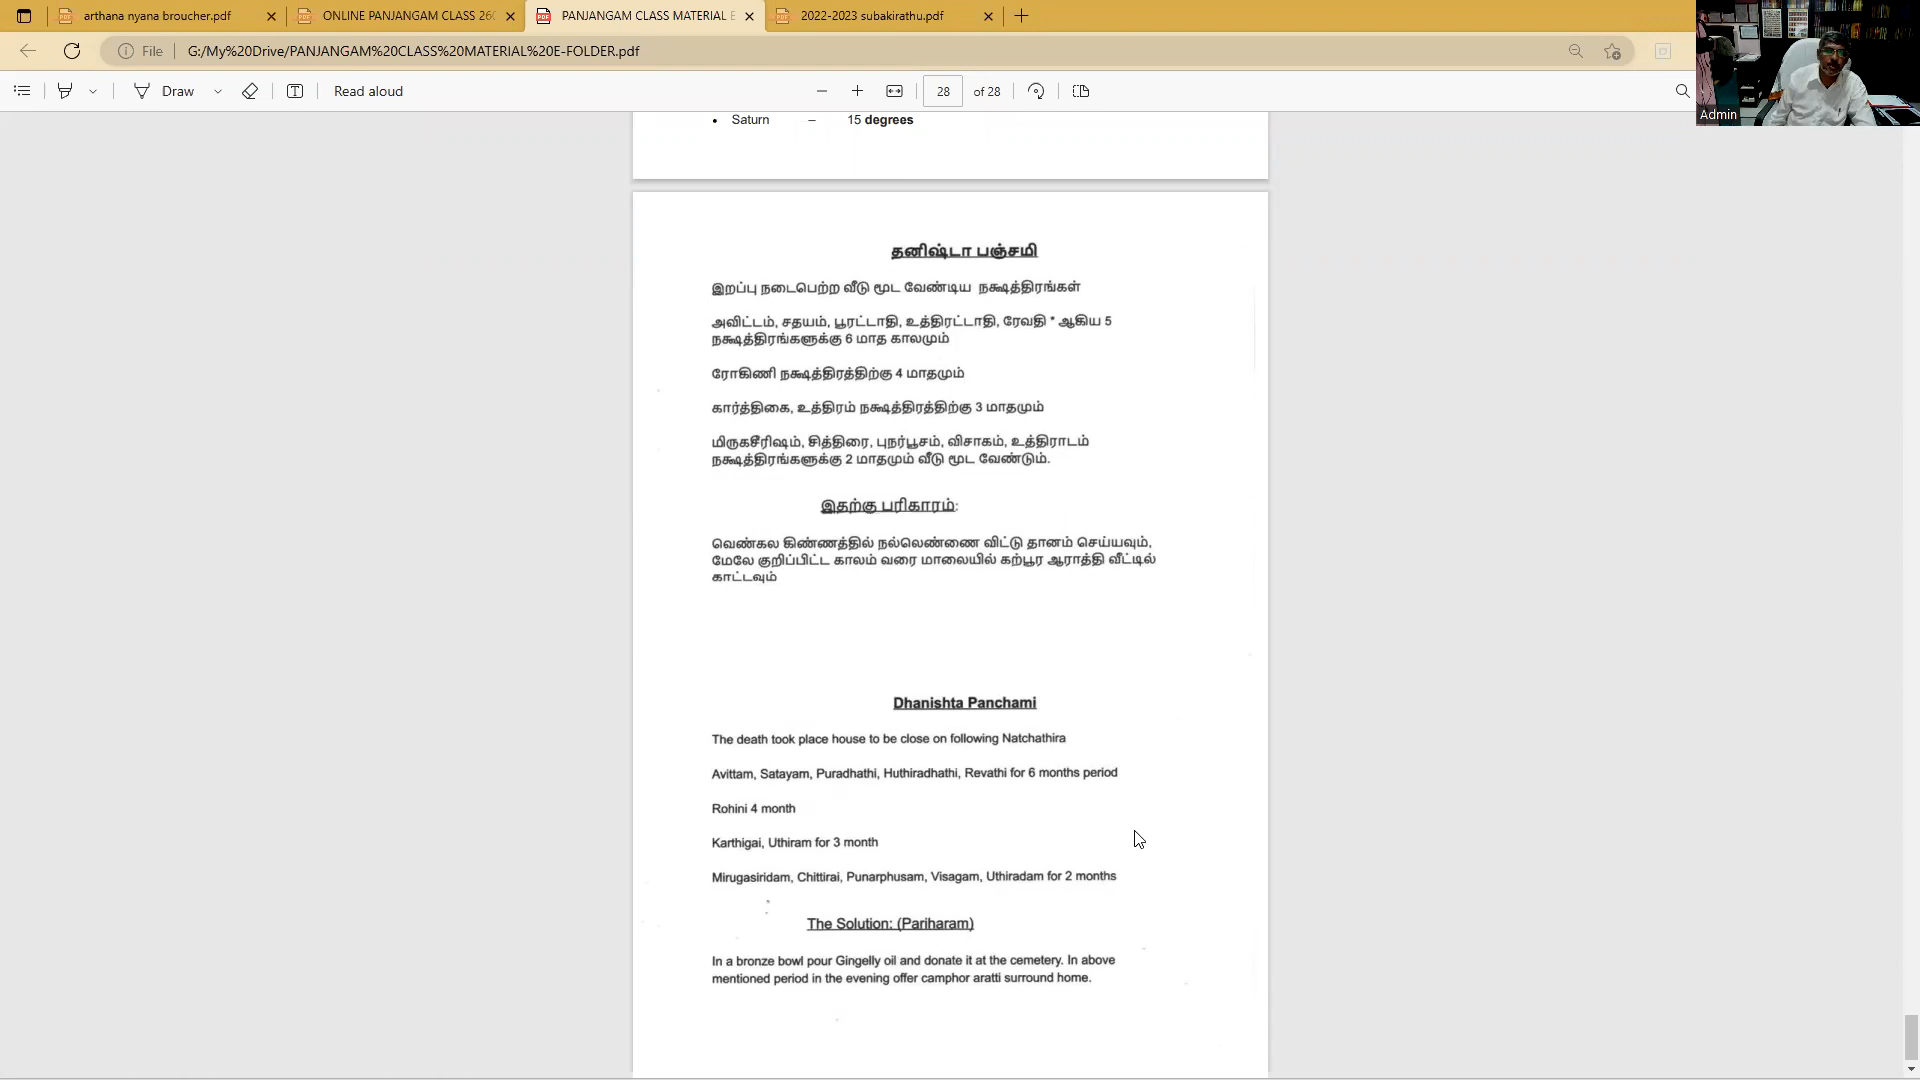 arthana nyana broucher.pdf
ONLINE PANJANGAM CLASS 26
PANJANGAM CLASS MATERIAL E
2022-2023 subakirathu.pdf
File
G:/My%20Drive/PANJANGAM%20CLASS%20MATERIAL%20E-FOLDER.pdf
Draw
Read aloud
28
of 28
Admin
• Saturn – 15 degrees
தனிஷ்டா பஞ்சமி
இறப்பு நடைபெற்ற வீடு மூட வேண்டிய நக்ஷத்திரங்கள்
அவிட்டம், சதயம், பூரட்டாதி, உத்திரட்டாதி, ரேவதி * ஆகிய 5
நக்ஷத்திரங்களுக்கு 6 மாத காலமும்
ரோகிணி நக்ஷத்திரத்திற்கு 4 மாதமும்
கார்த்திகை, உத்திரம் நக்ஷத்திரத்திற்கு 3 மாதமும்
மிருகசீரிஷம், சித்திரை, புநர்பூசம், விசாகம், உத்திராடம்
நக்ஷத்திரங்களுக்கு 2 மாதமும் வீடு மூட வேண்டும்.
இதற்கு பரிகாரம்:
வெண்கல கிண்ணத்தில் நல்லெண்ணை விட்டு தானம் செய்யவும்,
மேலே குறிப்பிட்ட காலம் வரை மாலையில் கற்பூர ஆராத்தி வீட்டில்
காட்டவும்
Dhanishta Panchami
The death took place house to be close on following Natchathira
Avittam, Satayam, Puradhathi, Huthiradhathi, Revathi for 6 months period
Rohini 4 month
Karthigai, Uthiram for 3 month
Mirugasiridam, Chittirai, Punarphusam, Visagam, Uthiradam for 2 months
The Solution: (Pariharam)
In a bronze bowl pour Gingelly oil and donate it at the cemetery. In above
mentioned period in the evening offer camphor aratti surround home.